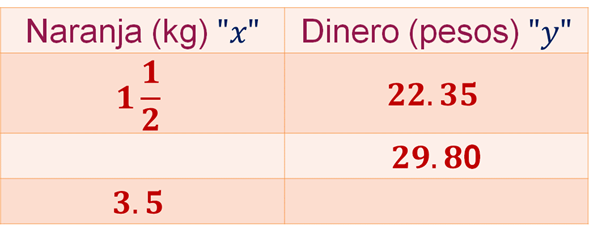 Naranja (kg) "x" Dinero (pesos) "y"
1 1/2 22.35
29.80
3.5